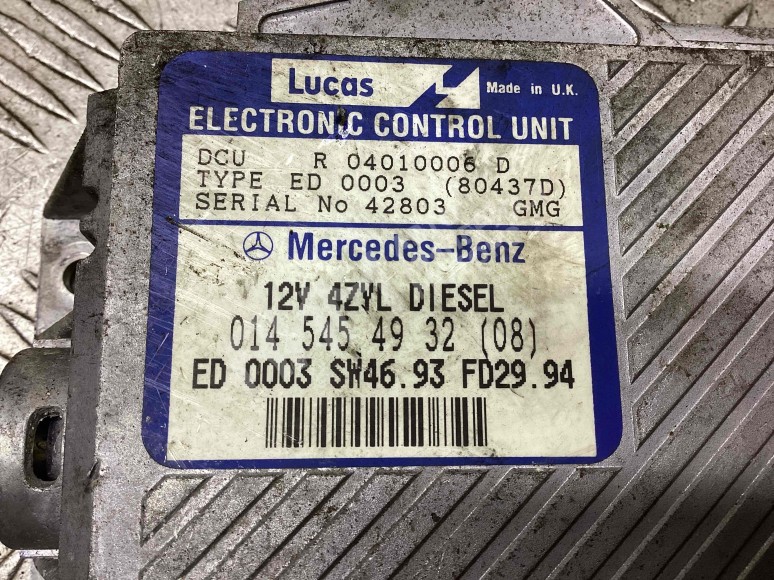 Lucas Made in U.K.
ELECTRONIC CONTROL UNIT
DCU R 04010006 D
TYPE ED 0003 (80437D)
SERIAL No 42803 GMG
Mercedes-Benz
12V 4ZYL DIESEL
014 545 49 32 (08)
ED 0003 SW46.93 FD29.94